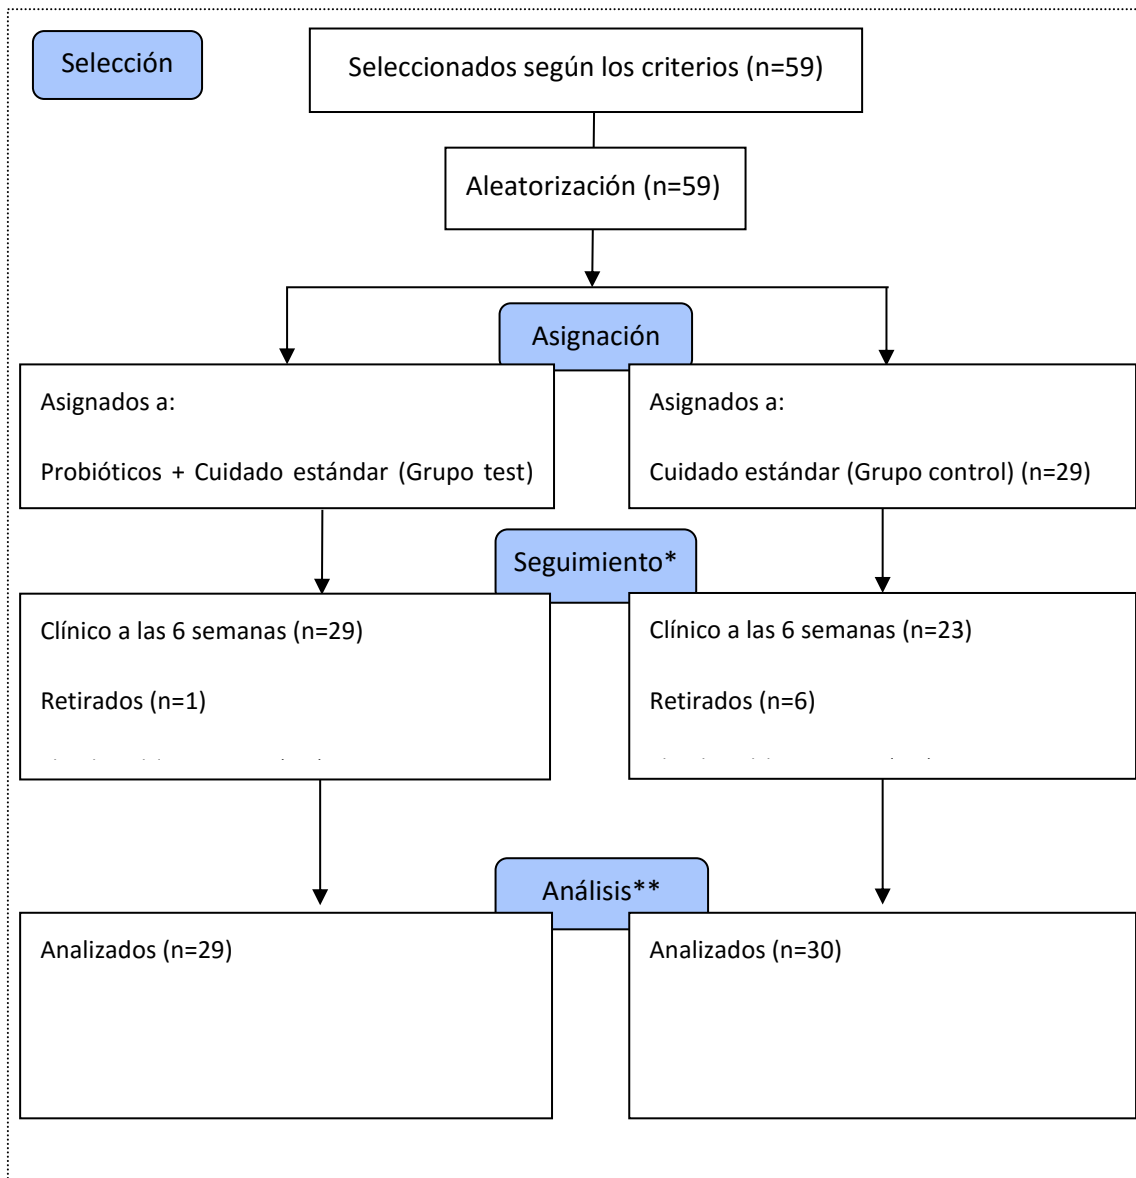 Selección
Seleccionados según los criterios (n=59)
Aleatorización (n=59)
Asignación
Asignados a:
Probióticos + Cuidado estándar (Grupo test)
Asignados a:
Cuidado estándar (Grupo control) (n=29)
Seguimiento*
Clínico a las 6 semanas (n=29)
Retirados (n=1)
Clínico a las 6 semanas (n=23)
Retirados (n=6)
Análisis**
Analizados (n=29)
Analizados (n=30)